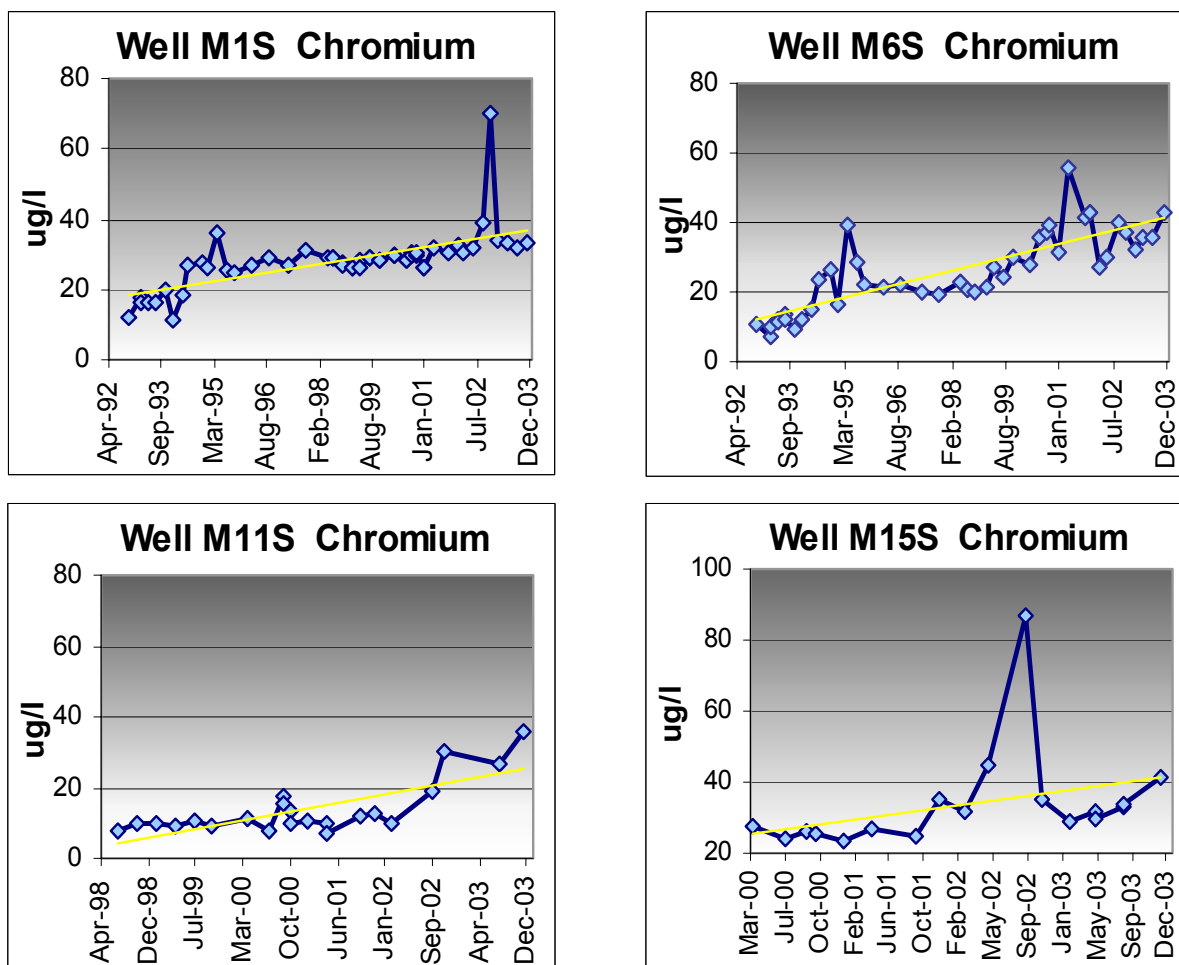 Well M1S Chromium
80
60
40
20
0
ug/l
Apr-92
Sep-93
Mar-95
Aug-96
Feb-98
Aug-99
Jan-01
Jul-02
Dec-03
Well M6S Chromium
80
60
40
20
0
ug/l
Apr-92
Sep-93
Mar-95
Aug-96
Feb-98
Aug-99
Jan-01
Jul-02
Dec-03
Well M11S Chromium
80
60
40
20
0
ug/l
Apr-98
Dec-98
Jul-99
Mar-00
Oct-00
Jun-01
Jan-02
Sep-02
Apr-03
Dec-03
Well M15S Chromium
100
80
60
40
20
ug/l
Mar-00
Jul-00
Oct-00
Feb-01
Jun-01
Oct-01
Feb-02
May-02
Sep-02
Jan-03
May-03
Sep-03
Dec-03